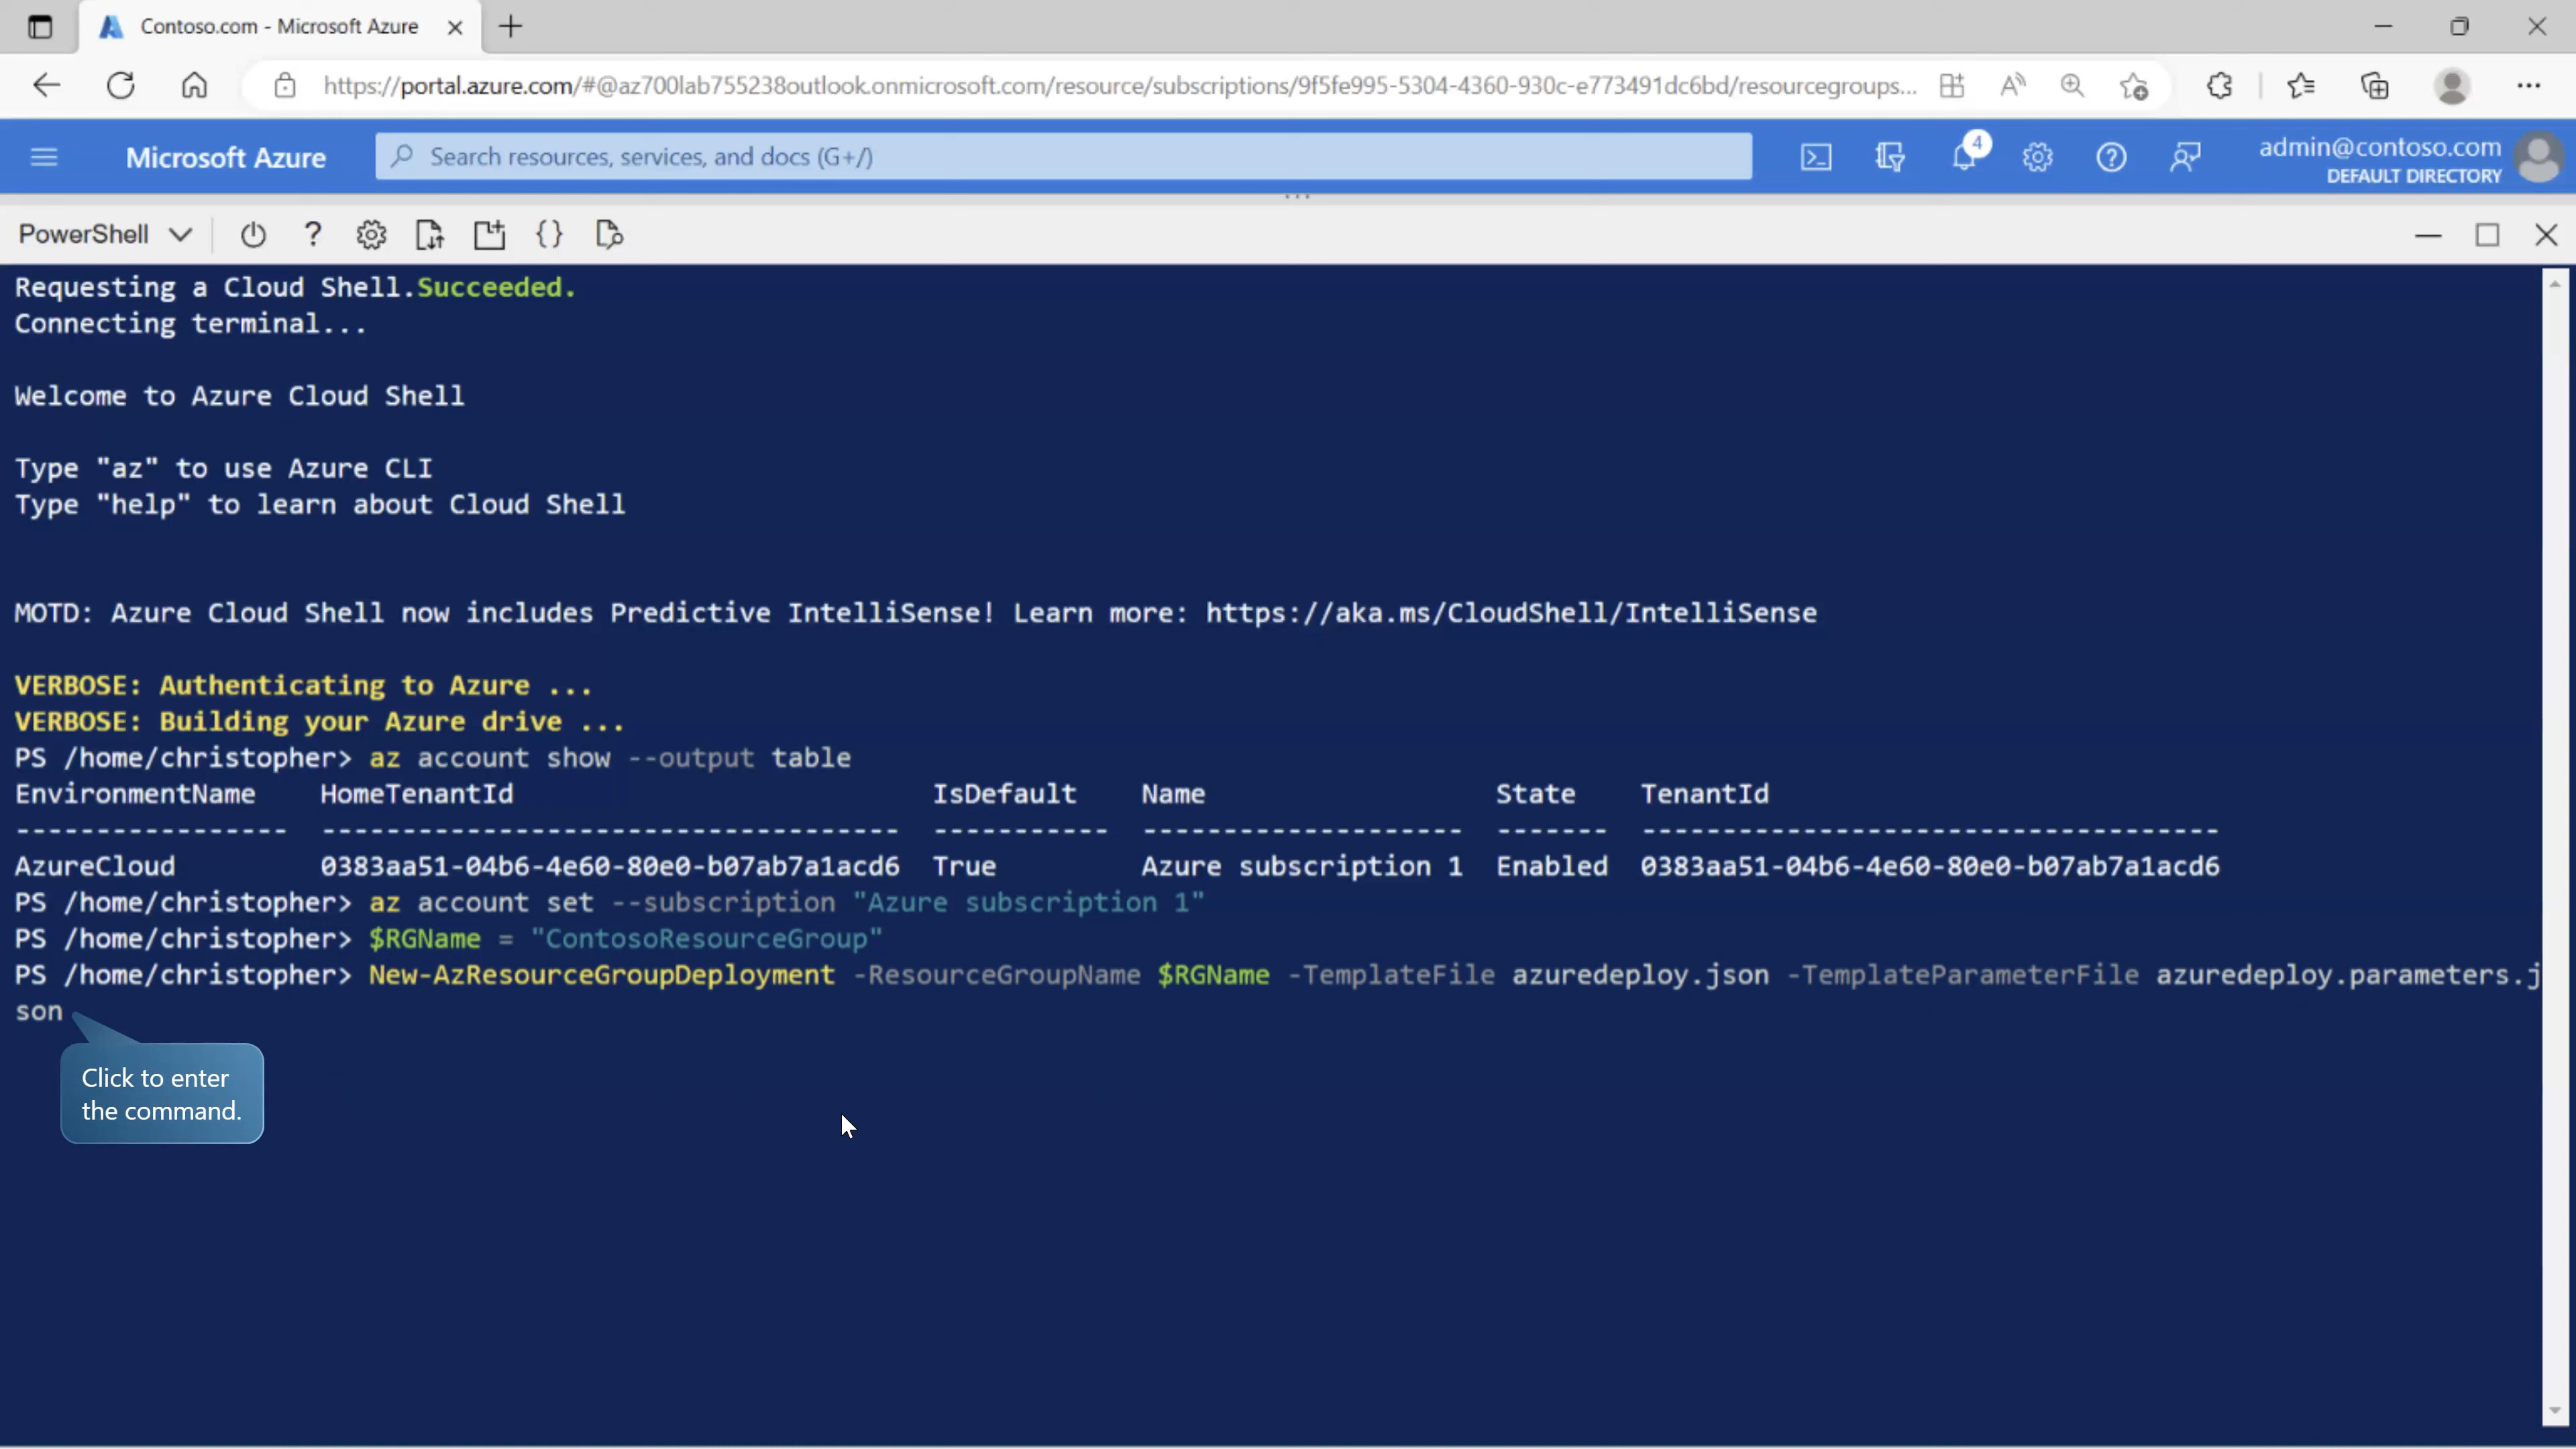 Contoso.com - Microsoft Azure
https://portal.azure.com/#@az700lab755238outlook.onmicrosoft.com/resource/subscriptions/9f5fe995-5304-4360-930c-e773491dc6bd/resourcegroups...
Microsoft Azure
Search resources, services, and docs (G+/)
4
admin@contoso.com
DEFAULT DIRECTORY
PowerShell
Requesting a Cloud Shell.Succeeded.
Connecting terminal...
Welcome to Azure Cloud Shell
Type "az" to use Azure CLI
Type "help" to learn about Cloud Shell
MOTD: Azure Cloud Shell now includes Predictive IntelliSense! Learn more: https://aka.ms/CloudShell/IntelliSense
VERBOSE: Authenticating to Azure ...
VERBOSE: Building your Azure drive ...
PS /home/christopher> az account show --output table
EnvironmentName    HomeTenantId                          IsDefault    Name                  State    TenantId
-----------------  ------------------------------------  -----------  --------------------  -------  ------------------------------------
AzureCloud         0383aa51-04b6-4e60-80e0-b07ab7a1acd6  True         Azure subscription 1  Enabled  0383aa51-04b6-4e60-80e0-b07ab7a1acd6
PS /home/christopher> az account set --subscription "Azure subscription 1"
PS /home/christopher> $RGName = "ContosoResourceGroup"
PS /home/christopher> New-AzResourceGroupDeployment -ResourceGroupName $RGName -TemplateFile azuredeploy.json -TemplateParameterFile azuredeploy.parameters.j
son
Click to enter
the command.